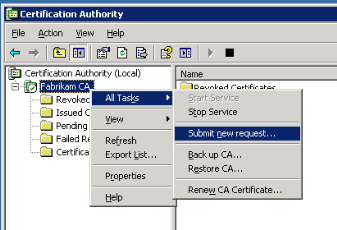 Certification Authority
File Action View Help
Certification Authority (Local)
Name
Fabrikam CA
Revoked Certificates
Revoked
All Tasks
Start Service
Issued C
Stop Service
Pending
View
Submit new request...
Failed Re
Refresh
Certifica
Export List...
Back up CA...
Restore CA...
Properties
Renew CA Certificate...
Help